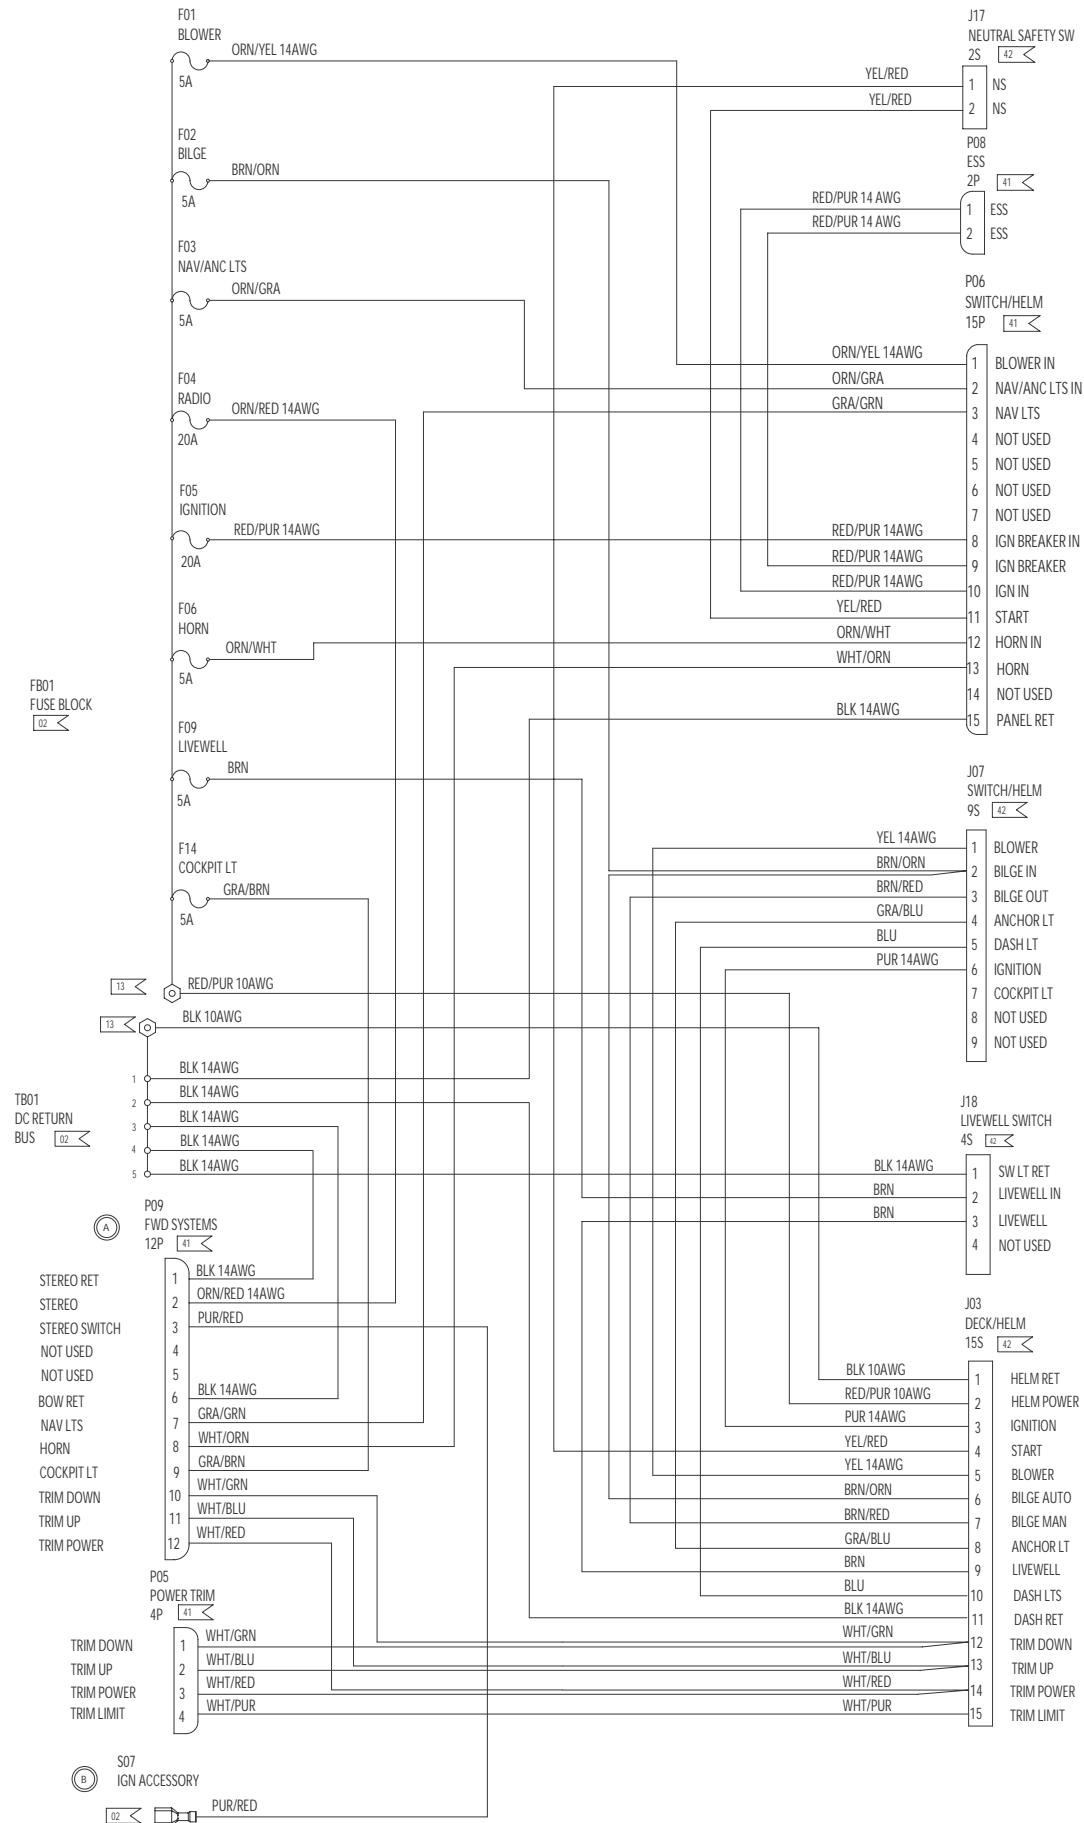 F01
BLOWER
ORN/YEL 14AWG
5A
F02
BILGE
BRN/ORN
5A
F03
NAV/ANC LTS
ORN/GRA
5A
F04
RADIO
ORN/RED 14AWG
20A
F05
IGNITION
RED/PUR 14AWG
20A
F06
HORN
ORN/WHT
5A
FB01
FUSE BLOCK
02
F09
LIVEWELL
BRN
5A
F14
COCKPIT LT
GRA/BRN
5A
13
RED/PUR 10AWG
13
BLK 10AWG
TB01
DC RETURN
BUS 02
1 BLK 14AWG
2 BLK 14AWG
3 BLK 14AWG
4 BLK 14AWG
5 BLK 14AWG
A
P09
FWD SYSTEMS
12P 41
STEREO RET 1 BLK 14AWG
STEREO 2 ORN/RED 14AWG
STEREO SWITCH 3 PUR/RED
NOT USED 4
NOT USED 5
BOW RET 6 BLK 14AWG
NAV LTS 7 GRA/GRN
HORN 8 WHT/ORN
COCKPIT LT 9 GRA/BRN
TRIM DOWN 10 WHT/GRN
TRIM UP 11 WHT/BLU
TRIM POWER 12 WHT/RED
P05
POWER TRIM
4P 41
TRIM DOWN 1 WHT/GRN
TRIM UP 2 WHT/BLU
TRIM POWER 3 WHT/RED
TRIM LIMIT 4 WHT/PUR
B
S07
IGN ACCESSORY
02 PUR/RED
J17
NEUTRAL SAFETY SW
2S 42
YEL/RED 1 NS
YEL/RED 2 NS
P08
ESS
2P 41
RED/PUR 14 AWG 1 ESS
RED/PUR 14 AWG 2 ESS
P06
SWITCH/HELM
15P 41
ORN/YEL 14AWG 1 BLOWER IN
ORN/GRA 2 NAV/ANC LTS IN
GRA/GRN 3 NAV LTS
4 NOT USED
5 NOT USED
6 NOT USED
7 NOT USED
RED/PUR 14AWG 8 IGN BREAKER IN
RED/PUR 14AWG 9 IGN BREAKER
RED/PUR 14AWG 10 IGN IN
YEL/RED 11 START
ORN/WHT 12 HORN IN
WHT/ORN 13 HORN
14 NOT USED
BLK 14AWG 15 PANEL RET
J07
SWITCH/HELM
9S 42
YEL 14AWG 1 BLOWER
BRN/ORN 2 BILGE IN
BRN/RED 3 BILGE OUT
GRA/BLU 4 ANCHOR LT
BLU 5 DASH LT
PUR 14AWG 6 IGNITION
7 COCKPIT LT
8 NOT USED
9 NOT USED
J18
LIVEWELL SWITCH
4S 42
BLK 14AWG 1 SW LT RET
BRN 2 LIVEWELL IN
BRN 3 LIVEWELL
4 NOT USED
J03
DECK/HELM
15S 42
BLK 10AWG 1 HELM RET
RED/PUR 10AWG 2 HELM POWER
PUR 14AWG 3 IGNITION
YEL/RED 4 START
YEL 14AWG 5 BLOWER
BRN/ORN 6 BILGE AUTO
BRN/RED 7 BILGE MAN
GRA/BLU 8 ANCHOR LT
BRN 9 LIVEWELL
BLU 10 DASH LTS
BLK 14AWG 11 DASH RET
WHT/GRN 12 TRIM DOWN
WHT/BLU 13 TRIM UP
WHT/RED 14 TRIM POWER
WHT/PUR 15 TRIM LIMIT